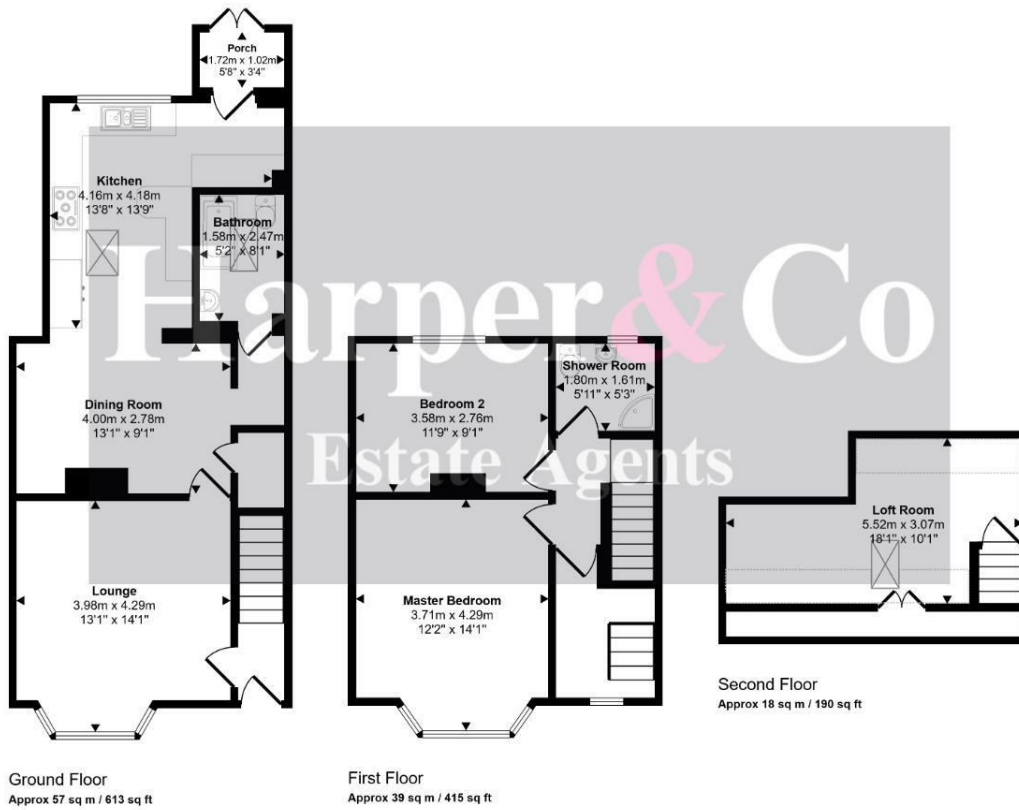 Porch
1.72m x 1.02m
5'8" x 3'4"
Kitchen
4.16m x 4.18m
13'8" x 13'9"
Bathroom
1.58m x 2.47m
5'2" x 8'1"
Dining Room
4.00m x 2.78m
13'1" x 9'1"
Lounge
3.98m x 4.29m
13'1" x 14'1"
Ground Floor
Approx 57 sq m / 613 sq ft
Shower Room
1.80m x 1.61m
5'11" x 5'3"
Bedroom 2
3.58m x 2.76m
11'9" x 9'1"
Master Bedroom
3.71m x 4.29m
12'2" x 14'1"
First Floor
Approx 39 sq m / 415 sq ft
Loft Room
5.52m x 3.07m
18'1" x 10'1"
Second Floor
Approx 18 sq m / 190 sq ft
Harper&Co
Estate Agents